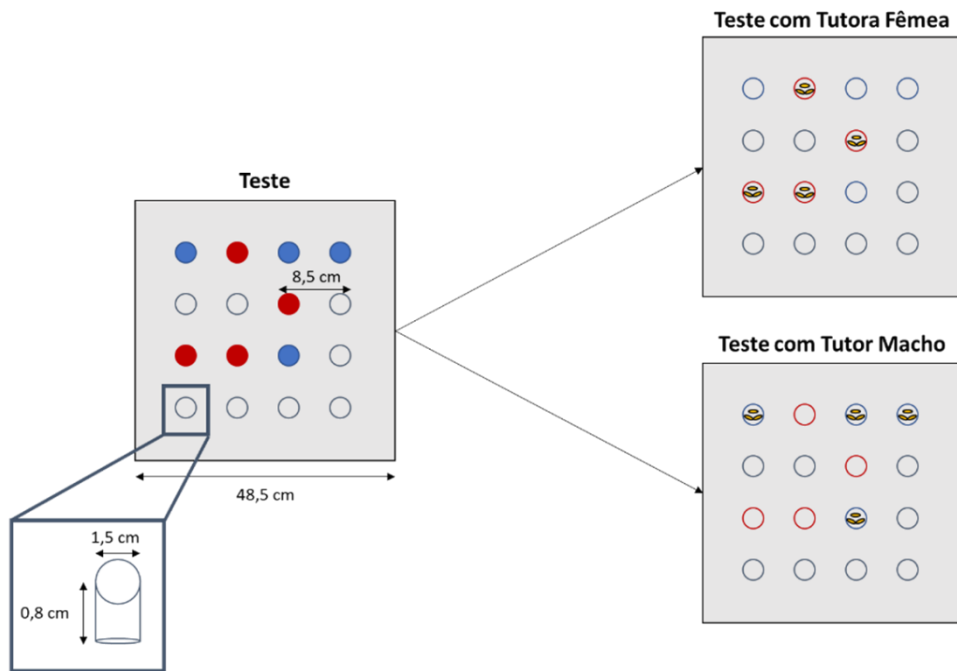 Teste com Tutora Fêmea
Teste
8,5 cm
Teste com Tutor Macho
48,5 cm
1,5 cm
0,8 cm